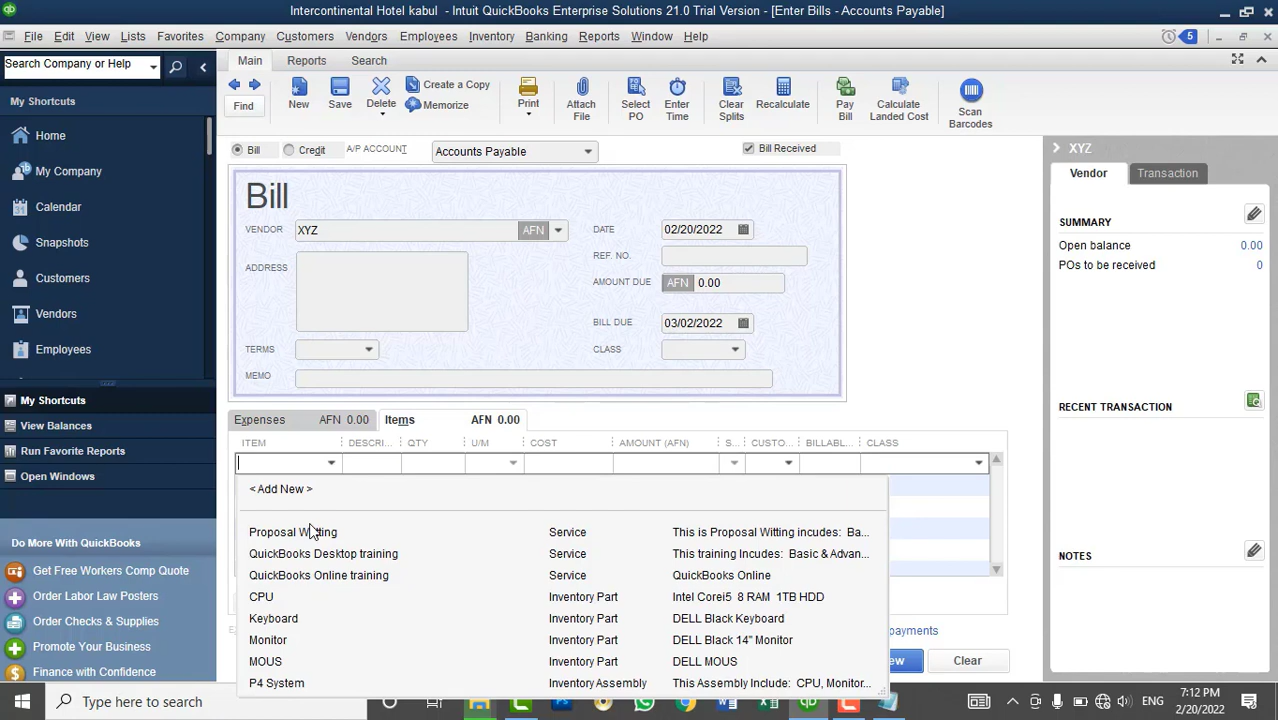 Intercontinental Hotel kabul - Intuit QuickBooks Enterprise Solutions 21.0 Trial Version - [Enter Bills - Accounts Payable]
File Edit View Lists Favorites Company Customers Vendors Employees Inventory Banking Reports Window Help
5
Search Company or Help
My Shortcuts
Home
My Company
Calendar
Snapshots
Customers
Vendors
Employees
My Shortcuts
View Balances
Run Favorite Reports
Open Windows
Do More With QuickBooks
Get Free Workers Comp Quote
Order Labor Law Posters
Order Checks & Supplies
Promote Your Business
Finance with Confidence
Main Reports Search
Find
New
Save
Delete
Create a Copy
Memorize
Print
Attach File
Select PO
Enter Time
Clear Splits
Recalculate
Pay Bill
Calculate Landed Cost
Scan Barcodes
Bill Credit A/P ACCOUNT Accounts Payable Bill Received
Bill
VENDOR XYZ AFN
DATE 02/20/2022
ADDRESS
REF. NO.
AMOUNT DUE AFN 0.00
BILL DUE 03/02/2022
TERMS
CLASS
MEMO
Expenses AFN 0.00 Items AFN 0.00
ITEM DESCRI... QTY U/M COST AMOUNT (AFN) S... CUSTO... BILLABL... CLASS
< Add New >
Proposal Witting Service This is Proposal Witting incudes: Ba...
QuickBooks Desktop training Service This training Incudes: Basic & Advan...
QuickBooks Online training Service QuickBooks Online
CPU Inventory Part Intel Corei5 8 RAM 1TB HDD
Keyboard Inventory Part DELL Black Keyboard
Monitor Inventory Part DELL Black 14" Monitor
MOUS Inventory Part DELL MOUS
P4 System Inventory Assembly This Assembly Include: CPU, Monitor...
payments
ew Clear
XYZ
Vendor Transaction
SUMMARY
Open balance 0.00
POs to be received 0
RECENT TRANSACTION
NOTES
Type here to search
ENG
7:12 PM
2/20/2022